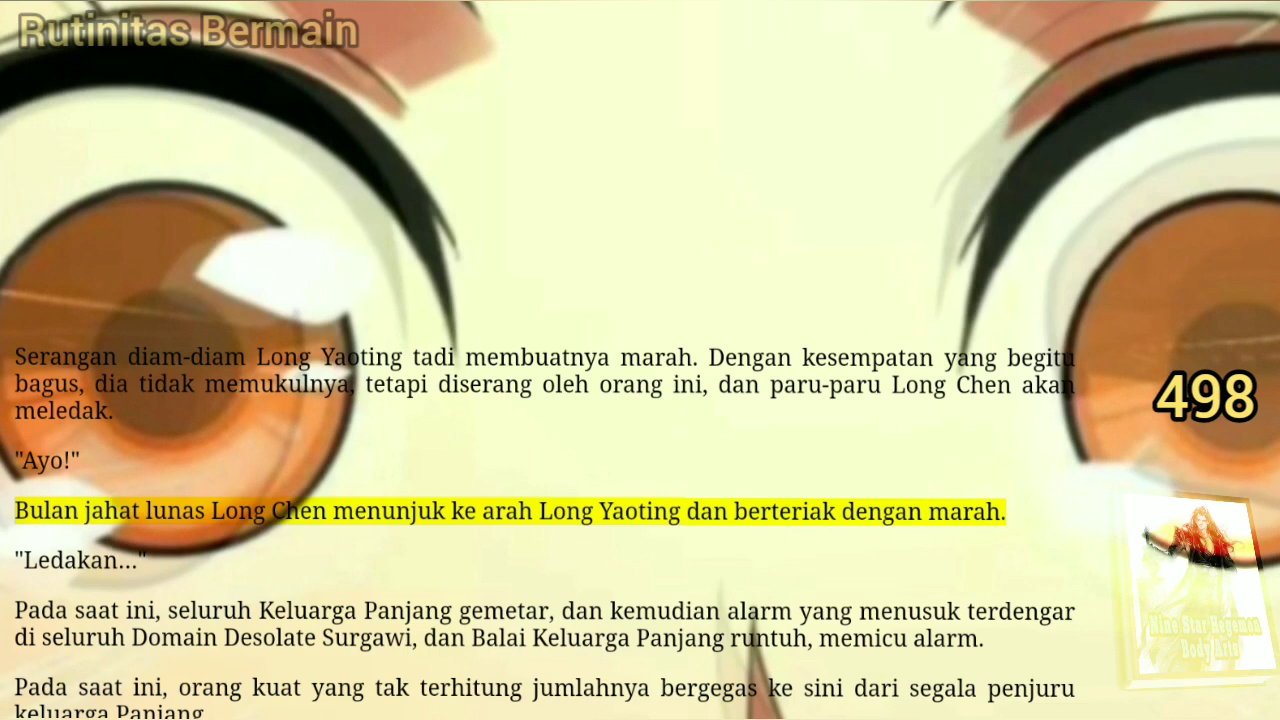 Rutinitas Bermain
Serangan diam-diam Long Yaoting tadi membuatnya marah. Dengan kesempatan yang begitu
bagus, dia tidak memukulnya, tetapi diserang oleh orang ini, dan paru-paru Long Chen akan
meledak.
"Ayo!"
498
Bulan jahat lunas Long Chen menunjuk ke arah Long Yaoting dan berteriak dengan marah.
"Ledakan..."
Pada saat ini, seluruh Keluarga Panjang gemetar, dan kemudian alarm yang menusuk terdengar
di seluruh Domain Desolate Surgawi, dan Balai Keluarga Panjang runtuh, memicu alarm.
Nine Star Hegemon
Body Arts
Pada saat ini, orang kuat yang tak terhitung jumlahnya bergegas ke sini dari segala penjuru
keluarga Panjang.